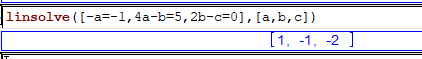 linsolve([-a=-1,4a-b=5,2b-c=0],[a,b,c])
[1, -1, -2 ]